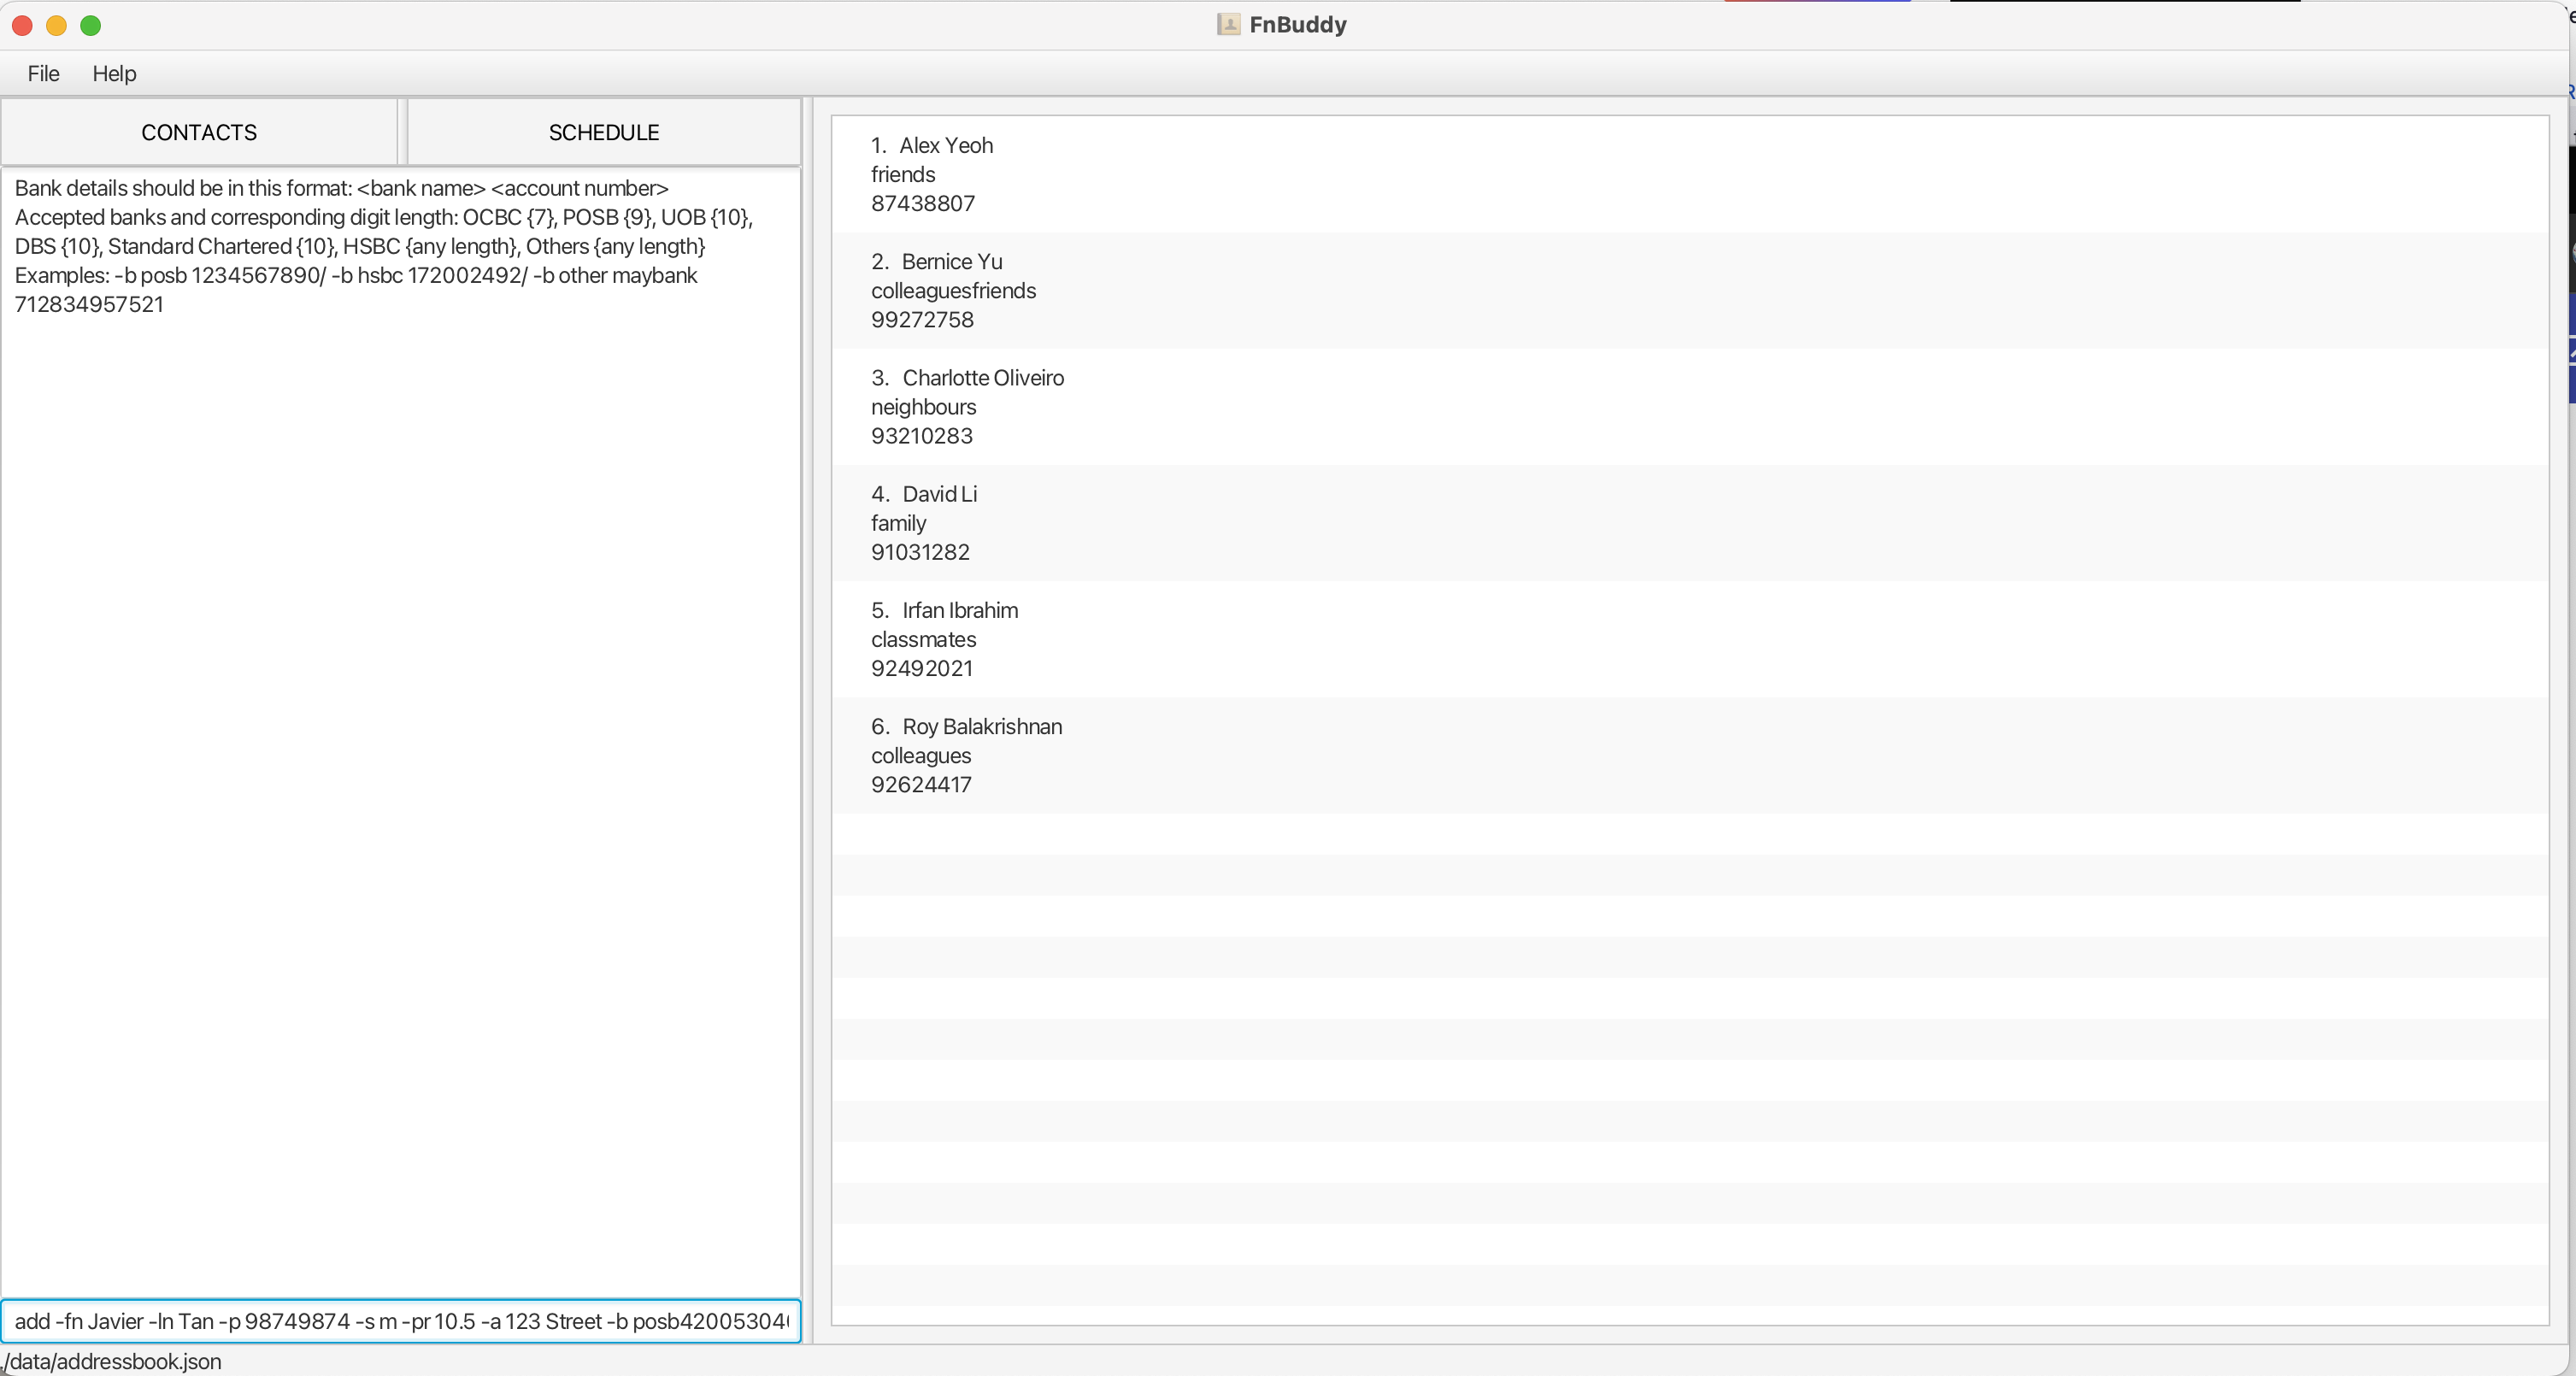 FnBuddy
File Help
CONTACTS SCHEDULE
Bank details should be in this format: <bank name> <account number>
Accepted banks and corresponding digit length: OCBC {7}, POSB {9}, UOB {10},
DBS {10}, Standard Chartered {10}, HSBC {any length}, Others {any length}
Examples: -b posb 1234567890/ -b hsbc 172002492/ -b other maybank
712834957521
add -fn Javier -ln Tan -p 98749874 -s m -pr 10.5 -a 123 Street -b posb42005304
./data/addressbook.json
1. Alex Yeoh
friends
87438807
2. Bernice Yu
colleaguesfriends
99272758
3. Charlotte Oliveiro
neighbours
93210283
4. David Li
family
91031282
5. Irfan Ibrahim
classmates
92492021
6. Roy Balakrishnan
colleagues
92624417